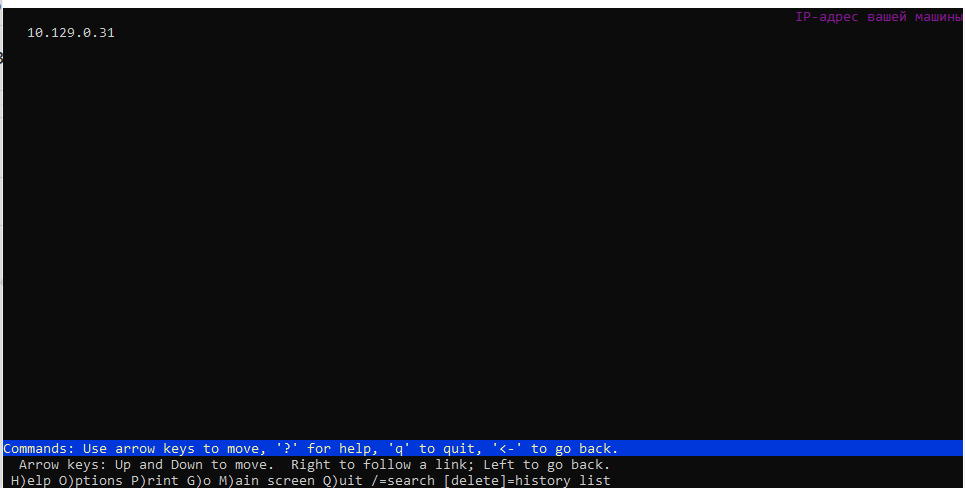 IP-адрес вашей машины
10.129.0.31
Commands: Use arrow keys to move, '?' for help, 'q' to quit, '<-' to go back.
Arrow keys: Up and Down to move.  Right to follow a link; Left to go back.
H)elp O)ptions P)rint G)o M)ain screen Q)uit /=search [delete]=history list